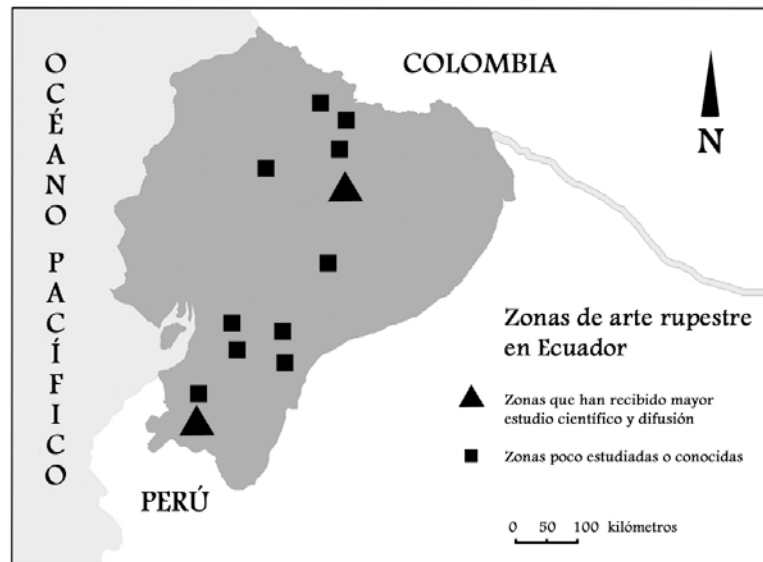 OCÉANO PACÍFICO
COLOMBIA
N
Zonas de arte rupestre
en Ecuador
Zonas que han recibido mayor
estudio científico y difusión
Zonas poco estudiadas o conocidas
PERÚ
0 50 100 kilómetros